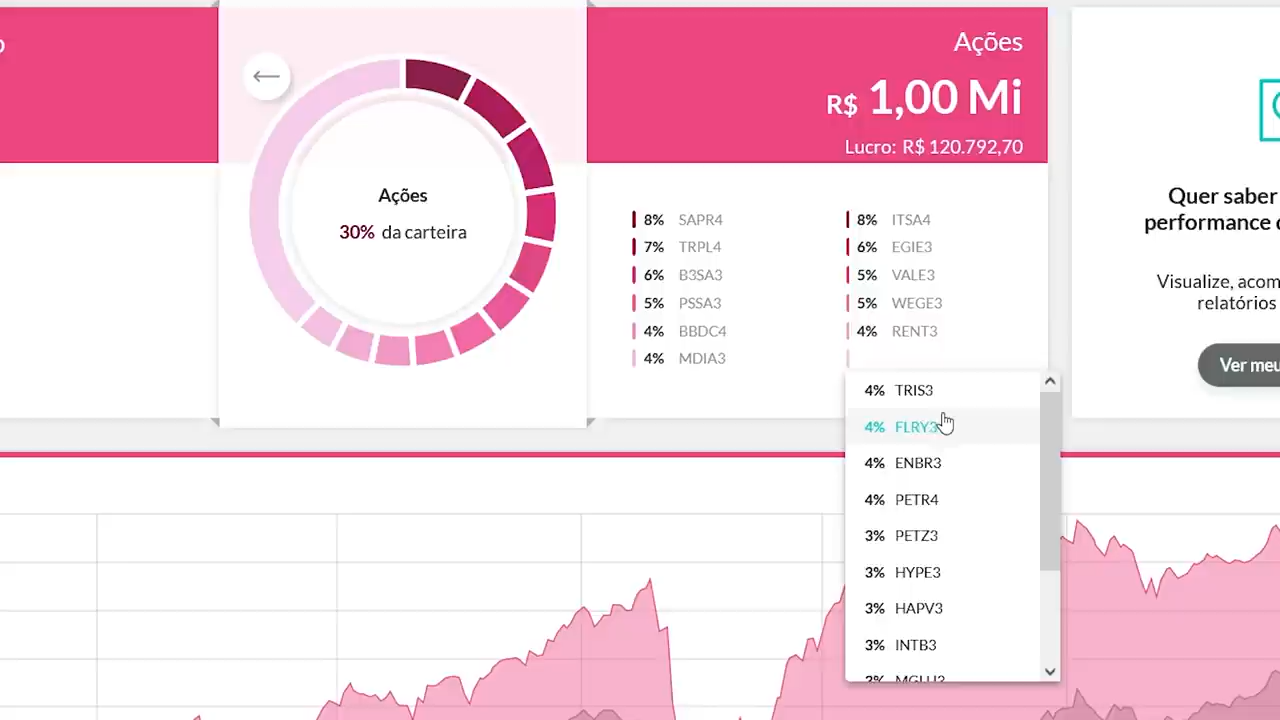 Ações
30% da carteira
Ações
R$ 1,00 Mi
Lucro: R$ 120.792,70
8% SAPR4
8% ITSA4
7% TRPL4
6% EGIE3
6% B3SA3
5% VALE3
5% PSSA3
5% WEGE3
4% BBDC4
4% RENT3
4% MDIA3
4% TRIS3
4% FLRY3
4% ENBR3
4% PETR4
3% PETZ3
3% HYPE3
3% HAPV3
3% INTB3
Quer saber
performance
Visualize,
relatórios
Ver